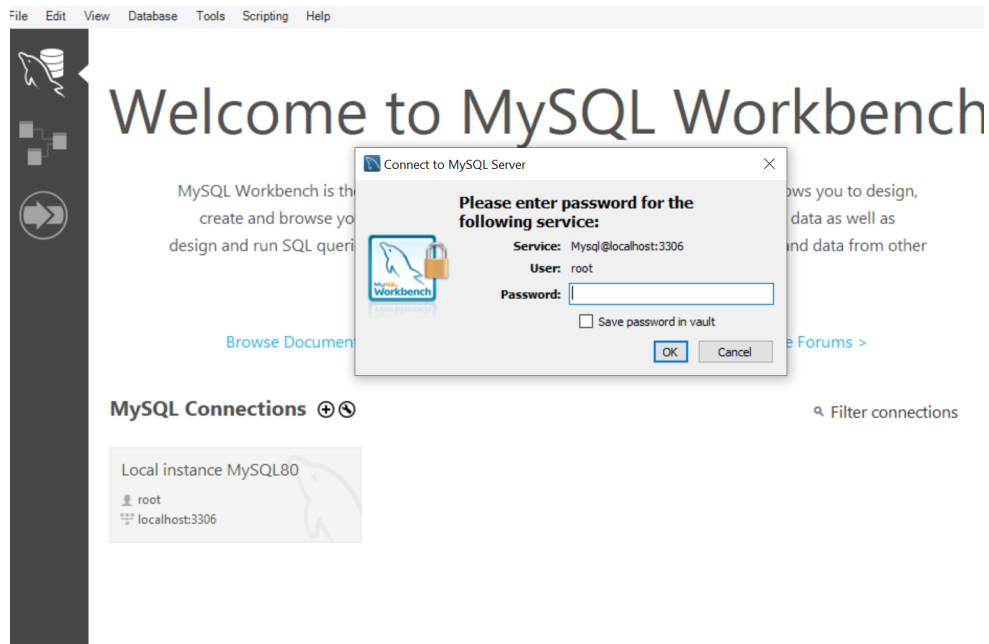 File Edit View Database Tools Scripting Help
Welcome to MySQL Workbench
Connect to MySQL Server
MySQL Workbench is the
ows you to design,
create and browse yo
data as well as
design and run SQL queri
and data from other
Please enter password for the
following service:
Service: Mysql@localhost:3306
User: root
Password:
MySQL
Workbench
Save password in vault
OK Cancel
Browse Documen
e Forums >
MySQL Connections
Filter connections
Local instance MySQL80
root
localhost:3306